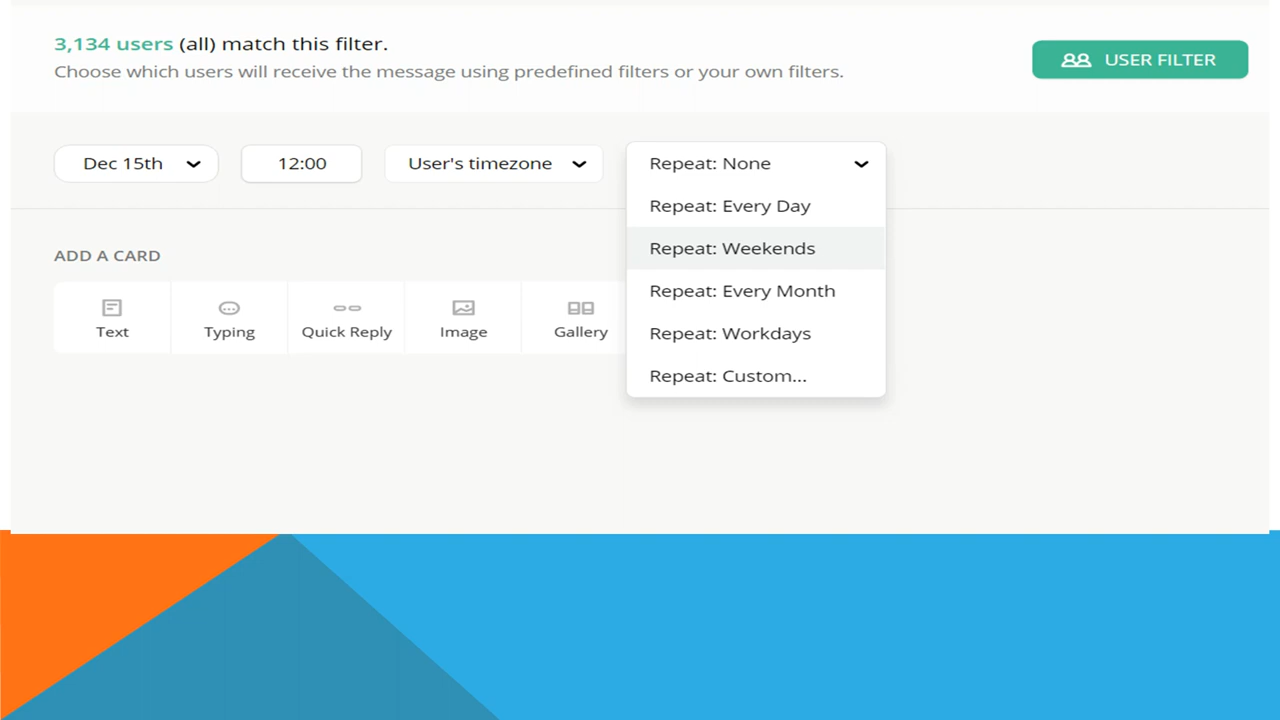 3,134 users (all) match this filter.
Choose which users will receive the message using predefined filters or your own filters.
USER FILTER
Dec 15th
12:00
User's timezone
Repeat: None
Repeat: Every Day
Repeat: Weekends
Repeat: Every Month
Repeat: Workdays
Repeat: Custom...
ADD A CARD
Text
Typing
Quick Reply
Image
Gallery